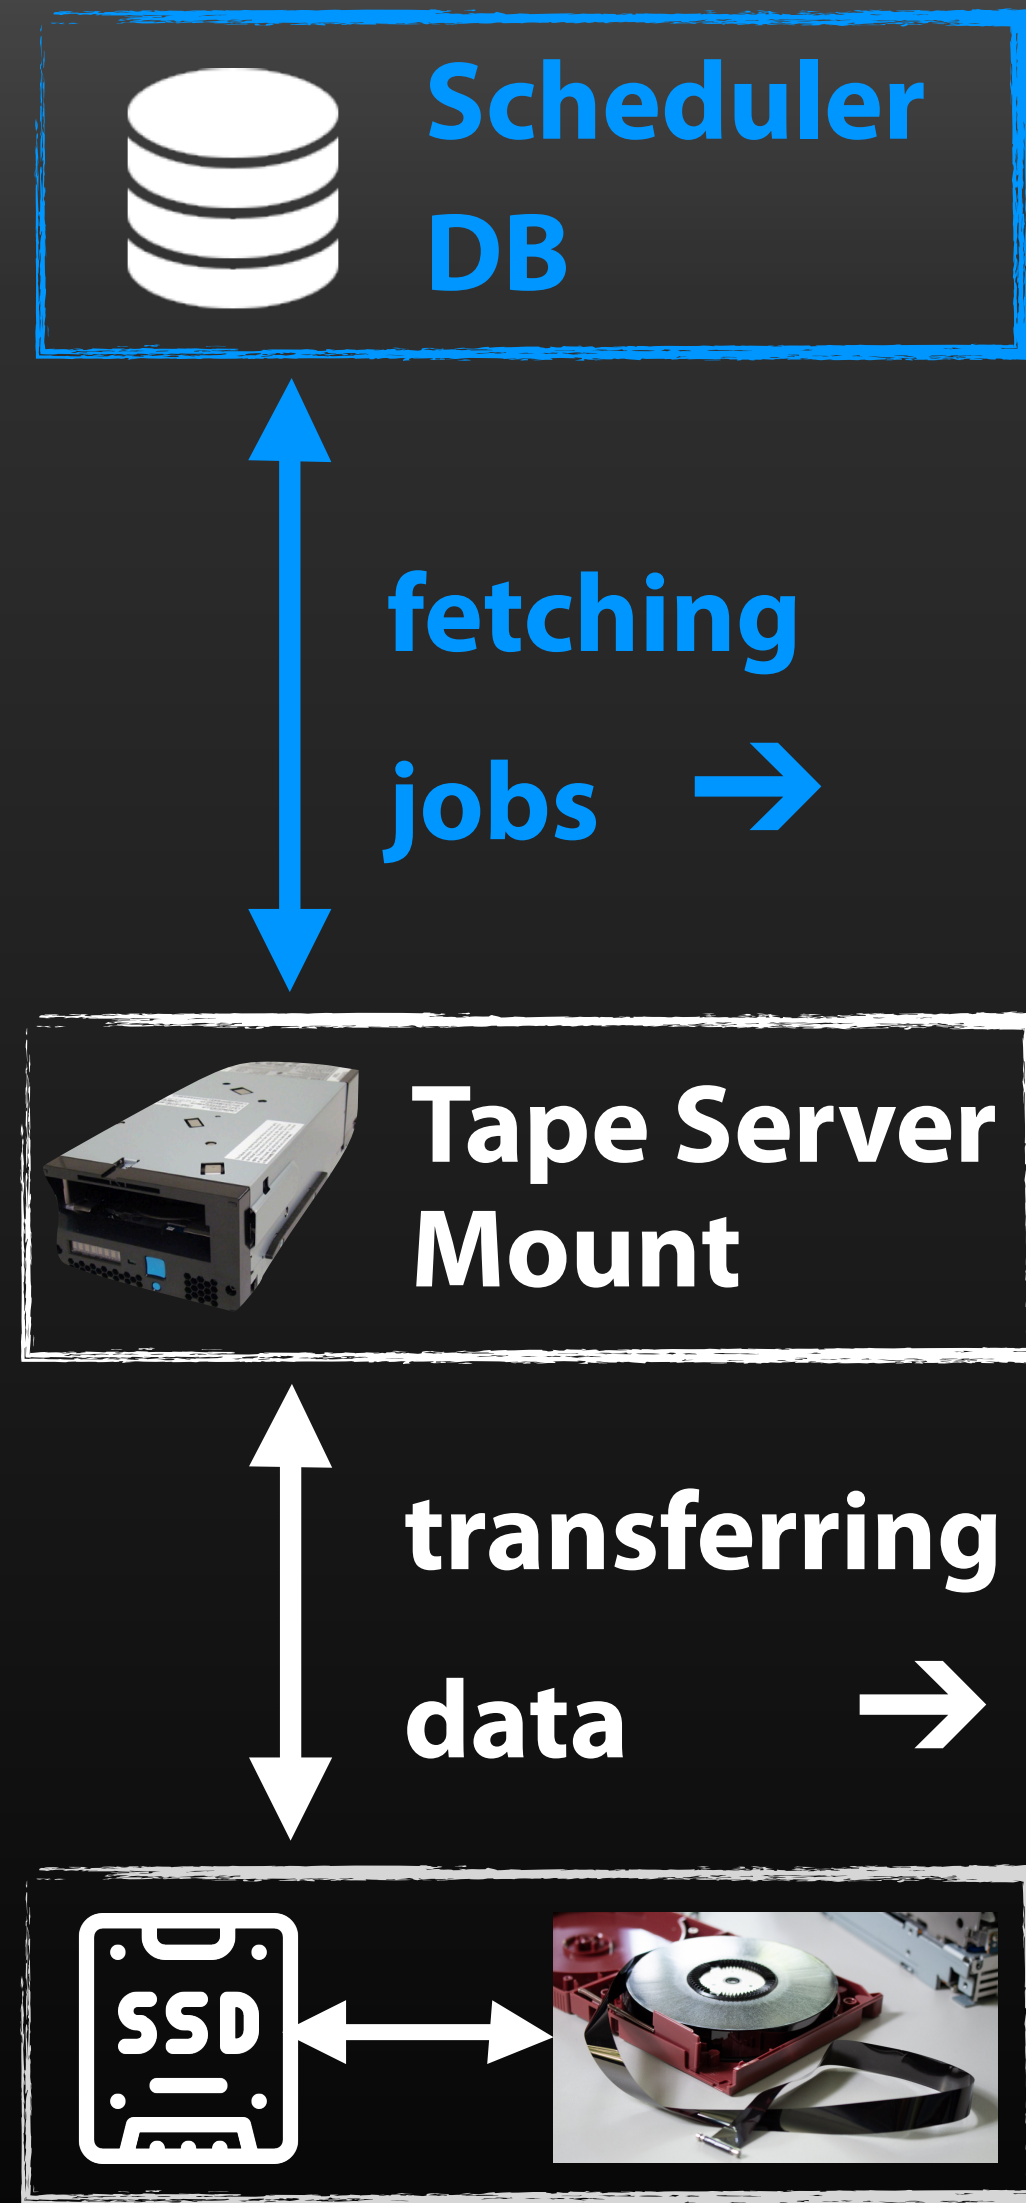 Scheduler
DB
fetching
jobs →
Tape Server
Mount
transferring
data →
SSD